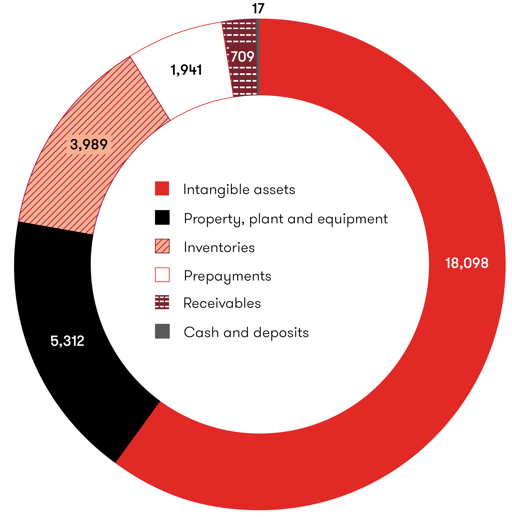 17
709
1,941
3,989
Intangible assets
Property, plant and equipment
Inventories
Prepayments
Receivables
Cash and deposits
18,098
5,312